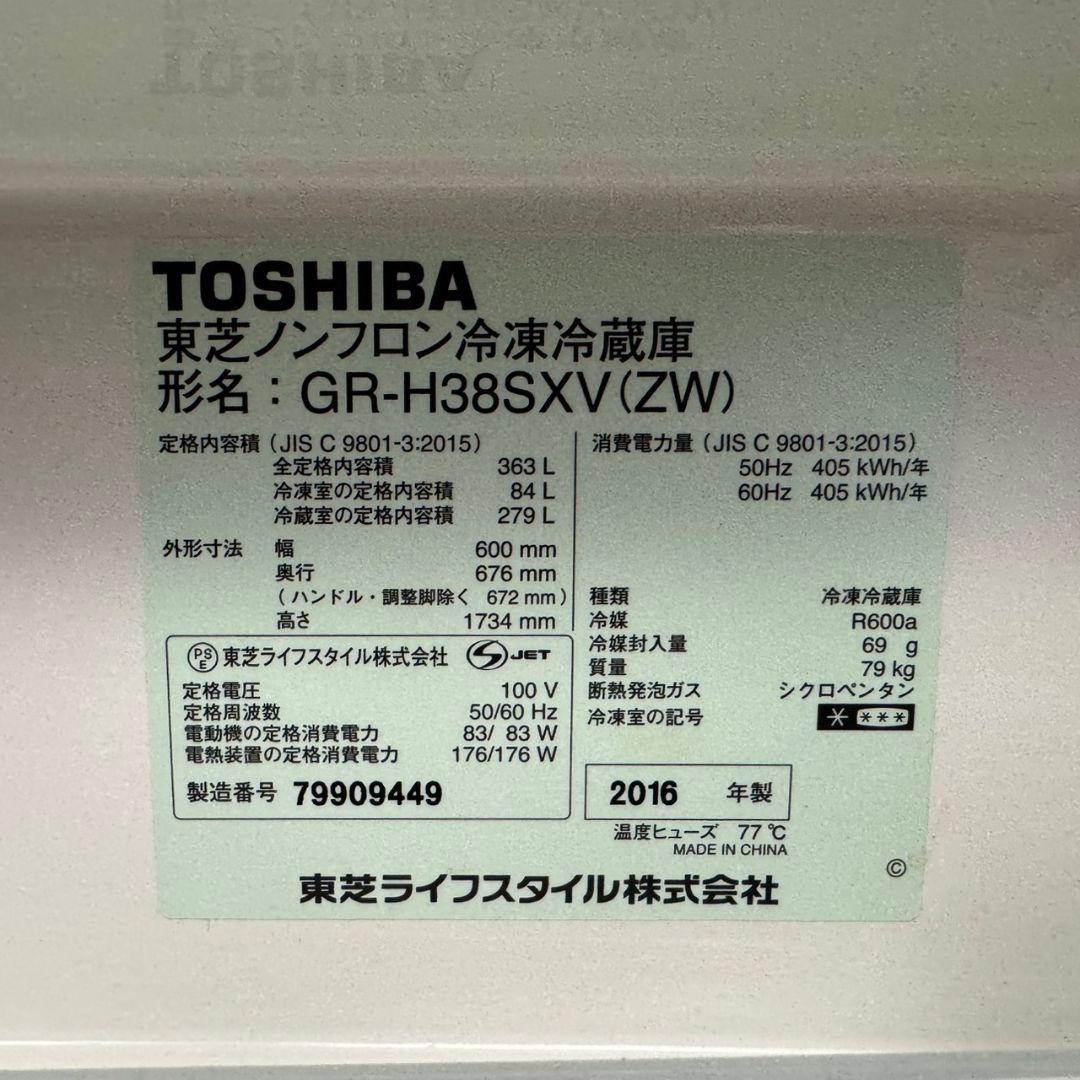 TOSHIBA
東芝ノンフロン冷凍冷蔵庫
形名：GR-H38SXV(ZW)
定格内容積（JIS C 9801-3:2015）
全定格内容積 363 L
冷凍室の定格内容積 84 L
冷蔵室の定格内容積 279 L
外形寸法 幅 600 mm
奥行 676 mm
（ハンドル・調整脚除く 672 mm）
高さ 1734 mm
PSE 東芝ライフスタイル株式会社 JET
定格電圧 100 V
定格周波数 50/60 Hz
電動機の定格消費電力 83/ 83 W
電熱装置の定格消費電力 176/176 W
製造番号 79909449
消費電力量（JIS C 9801-3:2015）
50Hz 405 kWh/年
60Hz 405 kWh/年
種類 冷凍冷蔵庫
冷媒 R600a
冷媒封入量 69 g
質量 79 kg
断熱発泡ガス シクロペンタン
冷凍室の記号 * ***
2016 年製
温度ヒューズ 77 ℃
MADE IN CHINA
©
東芝ライフスタイル株式会社